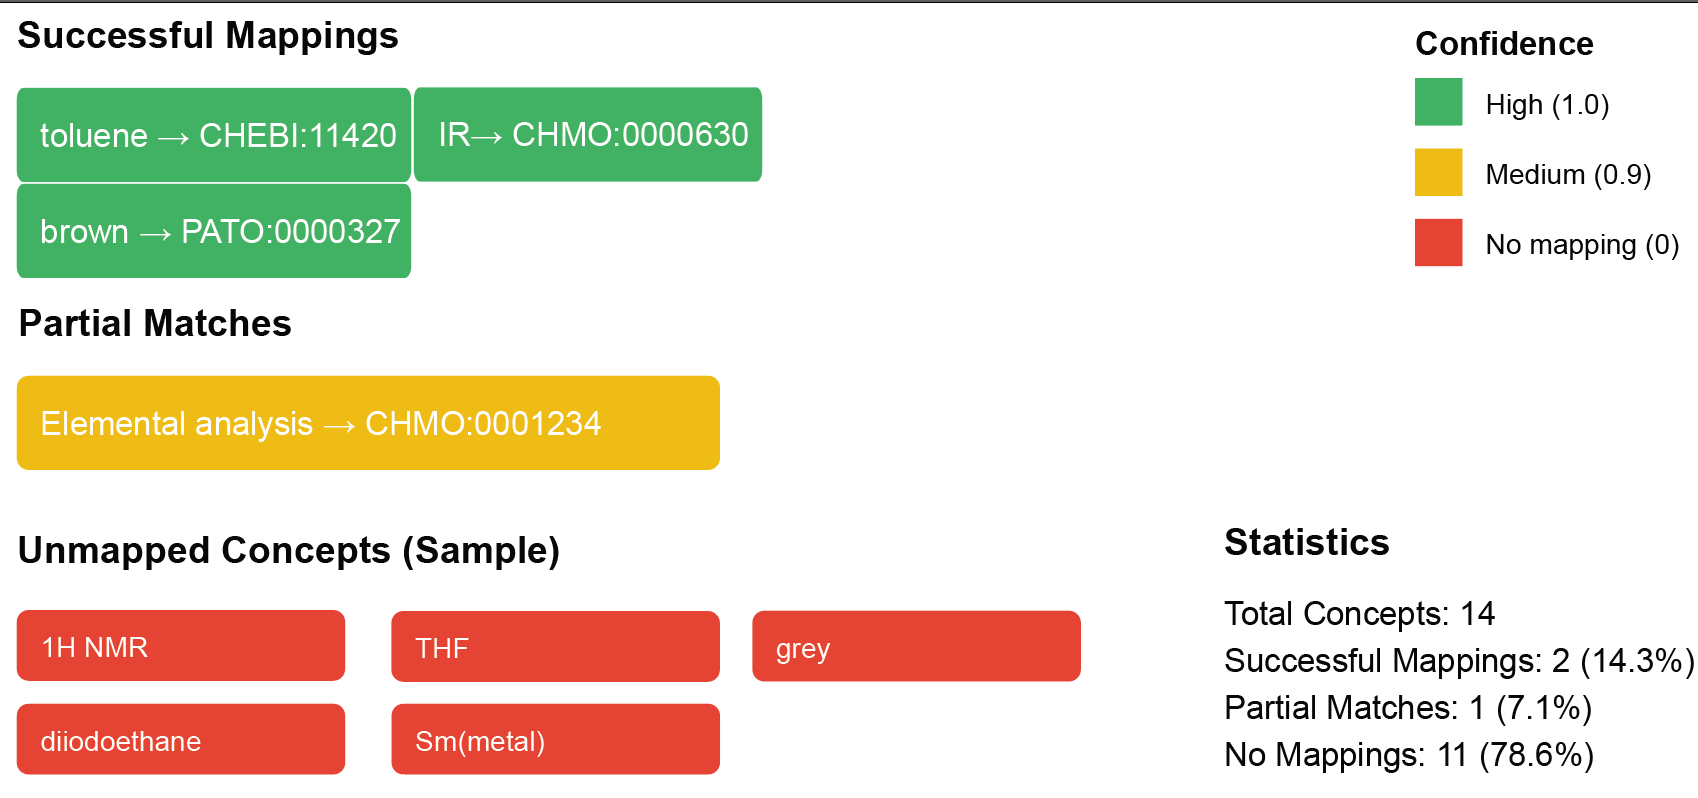 Successful Mappings
toluene → CHEBI:11420
IR→ CHMO:0000630
brown → PATO:0000327
Partial Matches
Elemental analysis → CHMO:0001234
Unmapped Concepts (Sample)
1H NMR
THF
grey
diiodoethane
Sm(metal)
Confidence
High (1.0)
Medium (0.9)
No mapping (0)
Statistics
Total Concepts: 14
Successful Mappings: 2 (14.3%)
Partial Matches: 1 (7.1%)
No Mappings: 11 (78.6%)